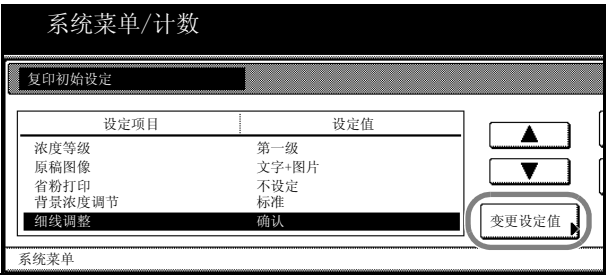 系统菜单/计数
复印初始设定
设定项目 设定值
浓度等级 第一级
原稿图像 文字+图片
省粉打印 不设定
背景浓度调节 标准
细线调整 确认
变更设定值
系统菜单